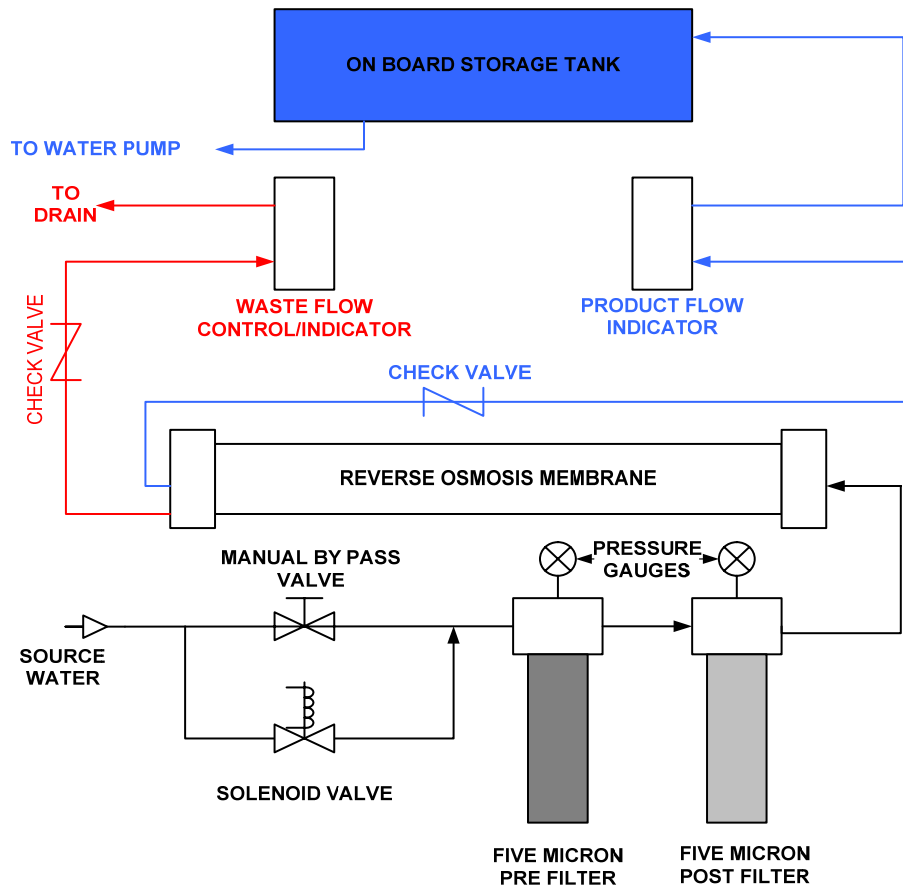 ON BOARD STORAGE TANK
TO WATER PUMP
TO
DRAIN
WASTE FLOW
CONTROL/INDICATOR
PRODUCT FLOW
INDICATOR
CHECK VALVE
CHECK VALVE
REVERSE OSMOSIS MEMBRANE
MANUAL BY PASS
VALVE
PRESSURE
GAUGES
SOURCE
WATER
SOLENOID VALVE
FIVE MICRON
PRE FILTER
FIVE MICRON
POST FILTER